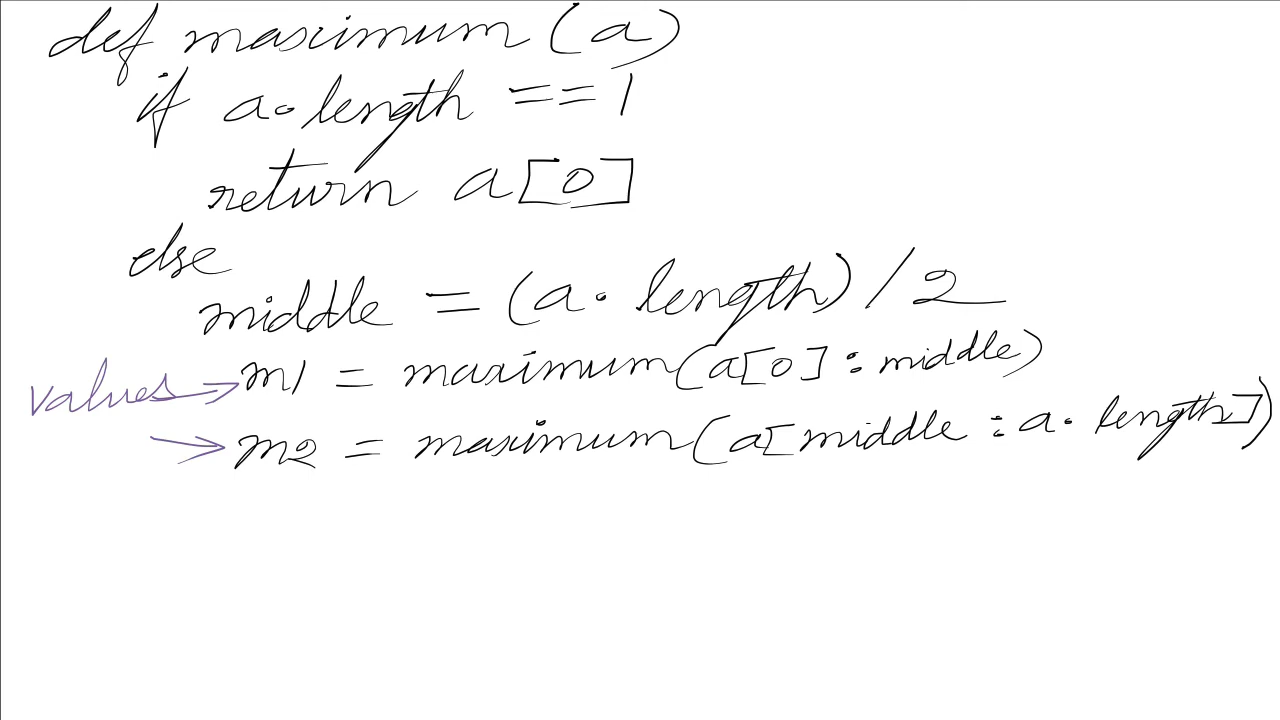 def maximum (a)
if a.length == 1
return a[0]
else
middle = (a.length)/2
values → m1 = maximum(a[0] : middle)
→ m2 = maximum(a[middle : a.length])